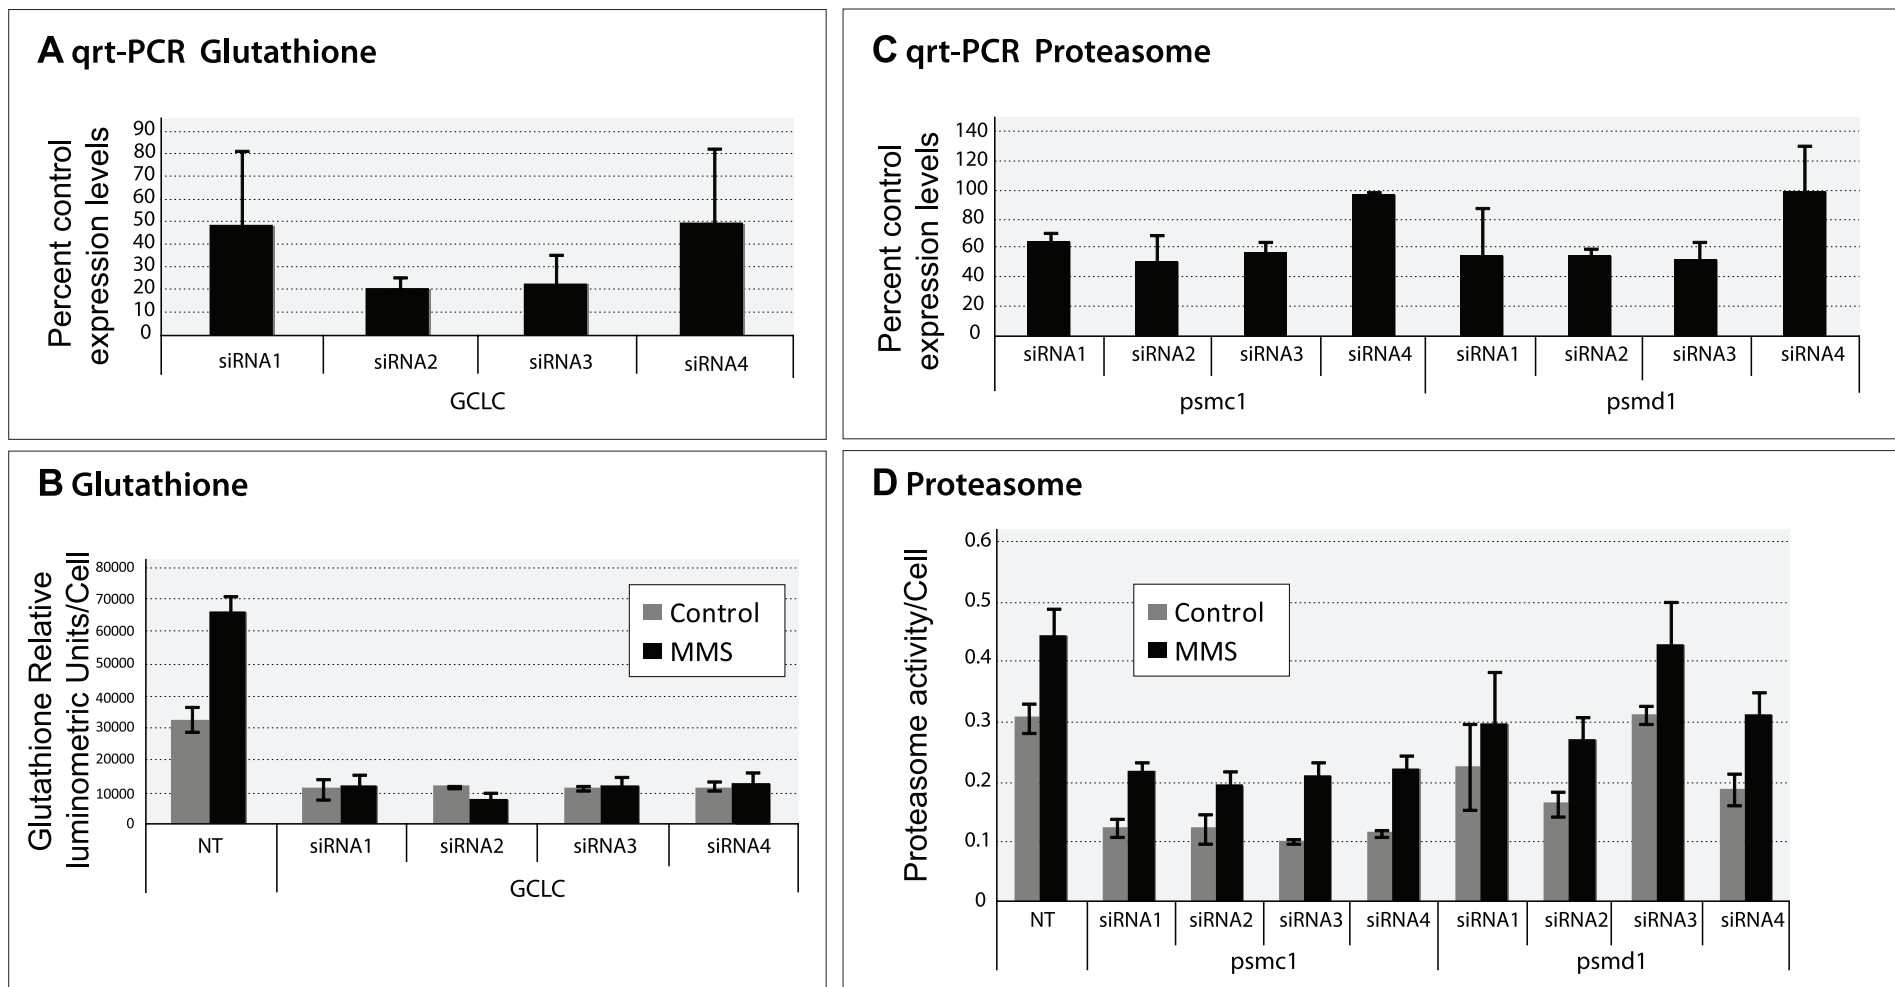 A qrt-PCR Glutathione
Percent control
expression levels
90
80
70
60
50
40
30
20
10
0
siRNA1 siRNA2 siRNA3 siRNA4
GCLC
B Glutathione
Glutathione Relative
luminometric Units/Cell
80000
70000
60000
50000
40000
30000
20000
10000
0
Control
MMS
NT siRNA1 siRNA2 siRNA3 siRNA4
GCLC
C qrt-PCR Proteasome
Percent control
expression levels
140
120
100
80
60
40
20
0
siRNA1 siRNA2 siRNA3 siRNA4 siRNA1 siRNA2 siRNA3 siRNA4
psmc1 psmd1
D Proteasome
Proteasome activity/Cell
0.6
0.5
0.4
0.3
0.2
0.1
0
Control
MMS
NT siRNA1 siRNA2 siRNA3 siRNA4 siRNA1 siRNA2 siRNA3 siRNA4
psmc1 psmd1